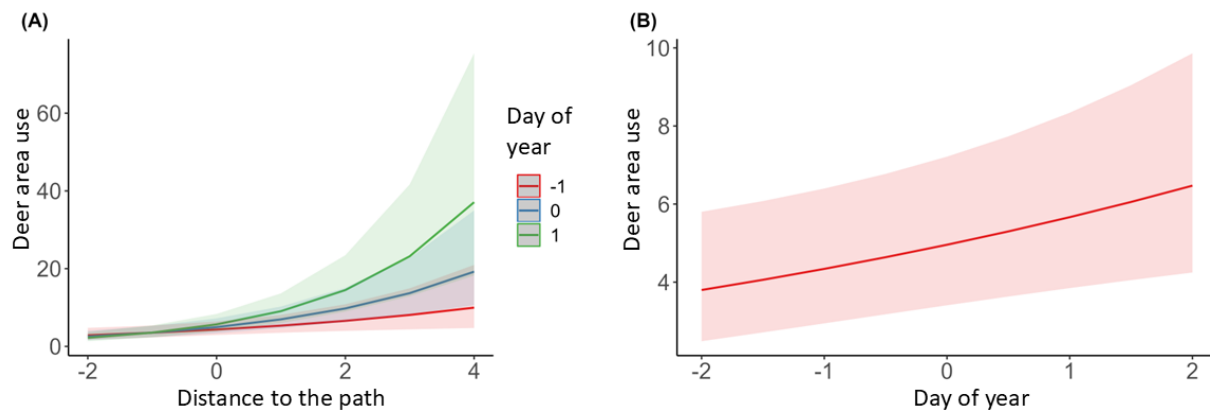 (A)
60
40
20
0
Deer area use
-2
0
2
4
Distance to the path
Day of
year
-1
0
1
(B)
10
8
6
4
Deer area use
-2
-1
0
1
2
Day of year